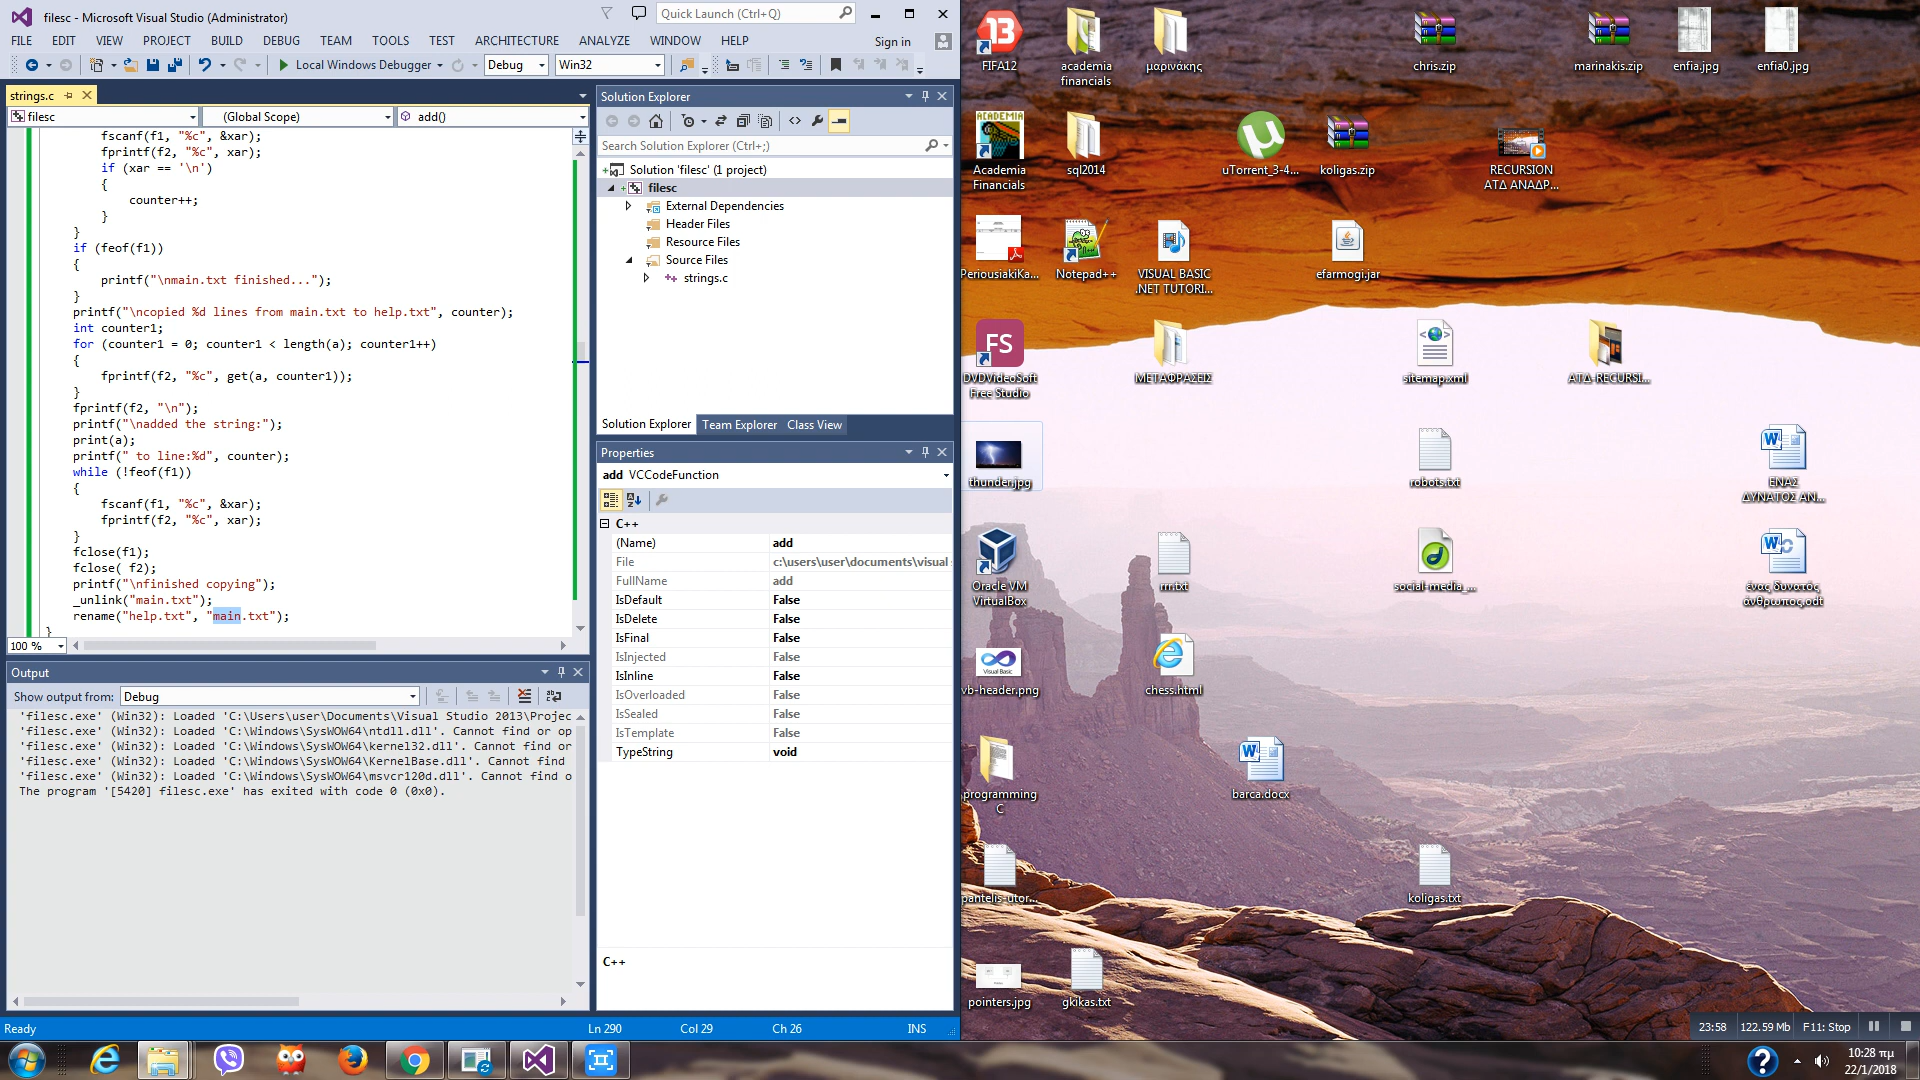 filesc - Microsoft Visual Studio (Administrator)
Quick Launch (Ctrl+Q)
FILE EDIT VIEW PROJECT BUILD DEBUG TEAM TOOLS TEST ARCHITECTURE ANALYZE WINDOW HELP
Sign in
Local Windows Debugger
Debug
Win32
strings.c
filesc
(Global Scope)
add()
fscanf(f1, "%c", &xar);
fprintf(f2, "%c", xar);
if (xar == '\n')
{
counter++;
}
}
if (feof(f1))
{
printf("\nmain.txt finished...");
}
printf("\ncopied %d lines from main.txt to help.txt", counter);
int counter1;
for (counter1 = 0; counter1 < length(a); counter1++)
{
fprintf(f2, "%c", get(a, counter1));
}
fprintf(f2, "\n");
printf("\nadded the string:");
print(a);
printf(" to line:%d", counter);
while (!feof(f1))
{
fscanf(f1, "%c", &xar);
fprintf(f2, "%c", xar);
}
fclose(f1);
fclose( f2);
printf("\nfinished copying");
_unlink("main.txt");
rename("help.txt", "main.txt");
}
100 %
Output
Show output from: Debug
'filesc.exe' (Win32): Loaded 'C:\Users\user\Documents\Visual Studio 2013\Projec
'filesc.exe' (Win32): Loaded 'C:\Windows\SysWOW64\ntdll.dll'. Cannot find or op
'filesc.exe' (Win32): Loaded 'C:\Windows\SysWOW64\kernel32.dll'. Cannot find or
'filesc.exe' (Win32): Loaded 'C:\Windows\SysWOW64\KernelBase.dll'. Cannot find
'filesc.exe' (Win32): Loaded 'C:\Windows\SysWOW64\msvcr120d.dll'. Cannot find o
The program '[5420] filesc.exe' has exited with code 0 (0x0).
Solution Explorer
Search Solution Explorer (Ctrl+;)
Solution 'filesc' (1 project)
filesc
External Dependencies
Header Files
Resource Files
Source Files
strings.c
Solution Explorer Team Explorer Class View
Properties
add VCCodeFunction
C++
(Name) add
File c:\users\user\documents\visual
FullName add
IsDefault False
IsDelete False
IsFinal False
IsInjected False
IsInline False
IsOverloaded False
IsSealed False
IsTemplate False
TypeString void
C++
Ready
Ln 290
Col 29
Ch 26
INS
13
FIFA12
academia
financials
μαρινάκης
chris.zip
marinakis.zip
enfia.jpg
enfia0.jpg
ACADEMIA
Academia
Financials
sql2014
uTorrent_3-4...
koligas.zip
RECURSION
ΑΤΔ ΑΝΑΔΡ...
PeriousiakiKa...
Notepad++
VISUAL BASIC
.NET TUTORI...
efarmogi.jar
FS
DVDVideoSoft
Free Studio
ΜΕΤΑΦΡΑΣΕΙΣ
sitemap.xml
ΑΤΔ-RECURSI...
thunder.jpg
robots.txt
ΕΝΑΣ
ΔΥΝΑΤΟΣ ΑΝ...
Oracle VM
VirtualBox
rrr.txt
social-media_...
ένας δυνατός
άνθρωπος.odt
Visual Basic
vb-header.png
chess.html
programming
C
barca.docx
pantelis-utor...
koligas.txt
pointers.jpg
gkikas.txt
23:58
122.59 Mb
F11: Stop
10:28 πμ
22/1/2018